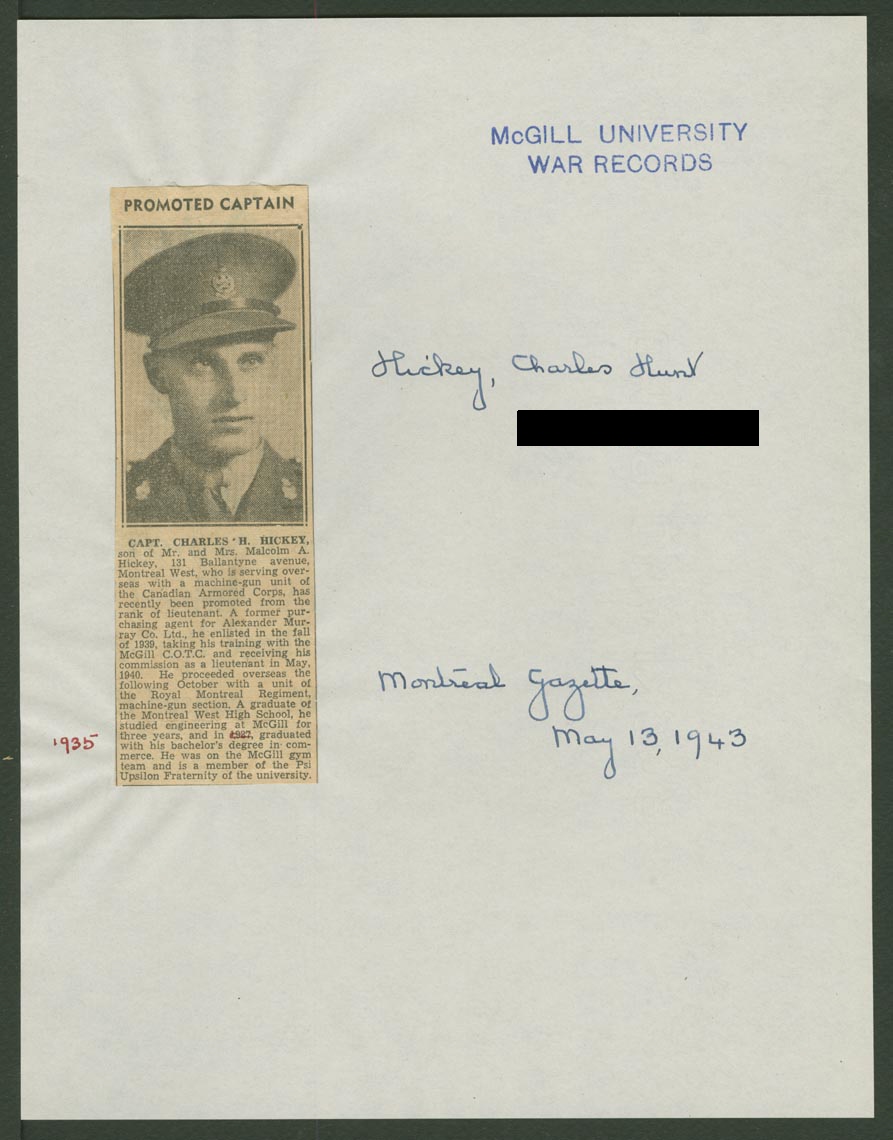 McGILL UNIVERSITY
WAR RECORDS
PROMOTED CAPTAIN
Hickey, Charles Hunt
CAPT. CHARLES H. HICKEY,
son of Mr. and Mrs. Malcolm A.
Hickey, 131 Ballantyne avenue,
Montreal West, who is serving over-
seas with a machine-gun unit of
the Canadian Armored Corps, has
recently been promoted from the
rank of lieutenant. A former pur-
chasing agent for Alexander Mur-
ray Co. Ltd., he enlisted in the fall
of 1939, taking his training with the
McGill C.O.T.C. and receiving his
commission as a lieutenant in May,
1940. He proceeded overseas the
following October with a unit of
the Royal Montreal Regiment,
machine-gun section. A graduate of
the Montreal West High School, he
studied engineering at McGill for
three years, and in 1937, graduated
with his bachelor's degree in com-
merce. He was on the McGill gym
team and is a member of the Psi
Upsilon Fraternity of the university.
1935
Montreal Gazette,
May 13, 1943